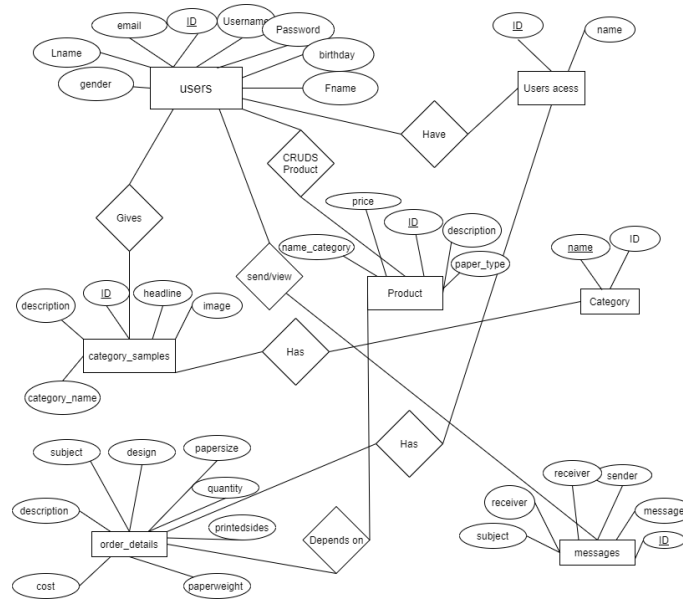 email
ID
Username
Password
Lname
birthday
gender
users
Fname
ID
name
Users acess
Have
CRUDS
Product
Gives
price
ID
description
name_category
paper_type
send/view
Product
name
ID
Category
ID
headline
description
image
category_samples
Has
category_name
Has
subject
design
papersize
quantity
description
printedsides
order_details
Depends on
cost
paperweight
receiver
sender
receiver
message
subject
messages
ID